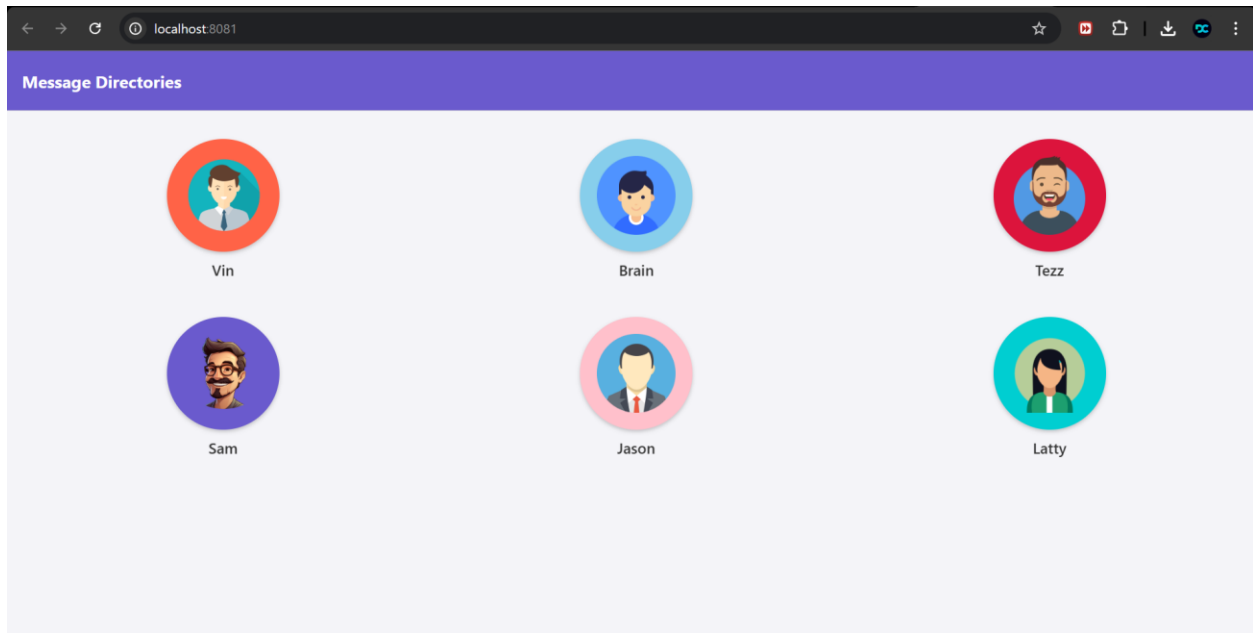 localhost:8081
Message Directories
Vin
Brain
Tezz
Sam
Jason
Latty